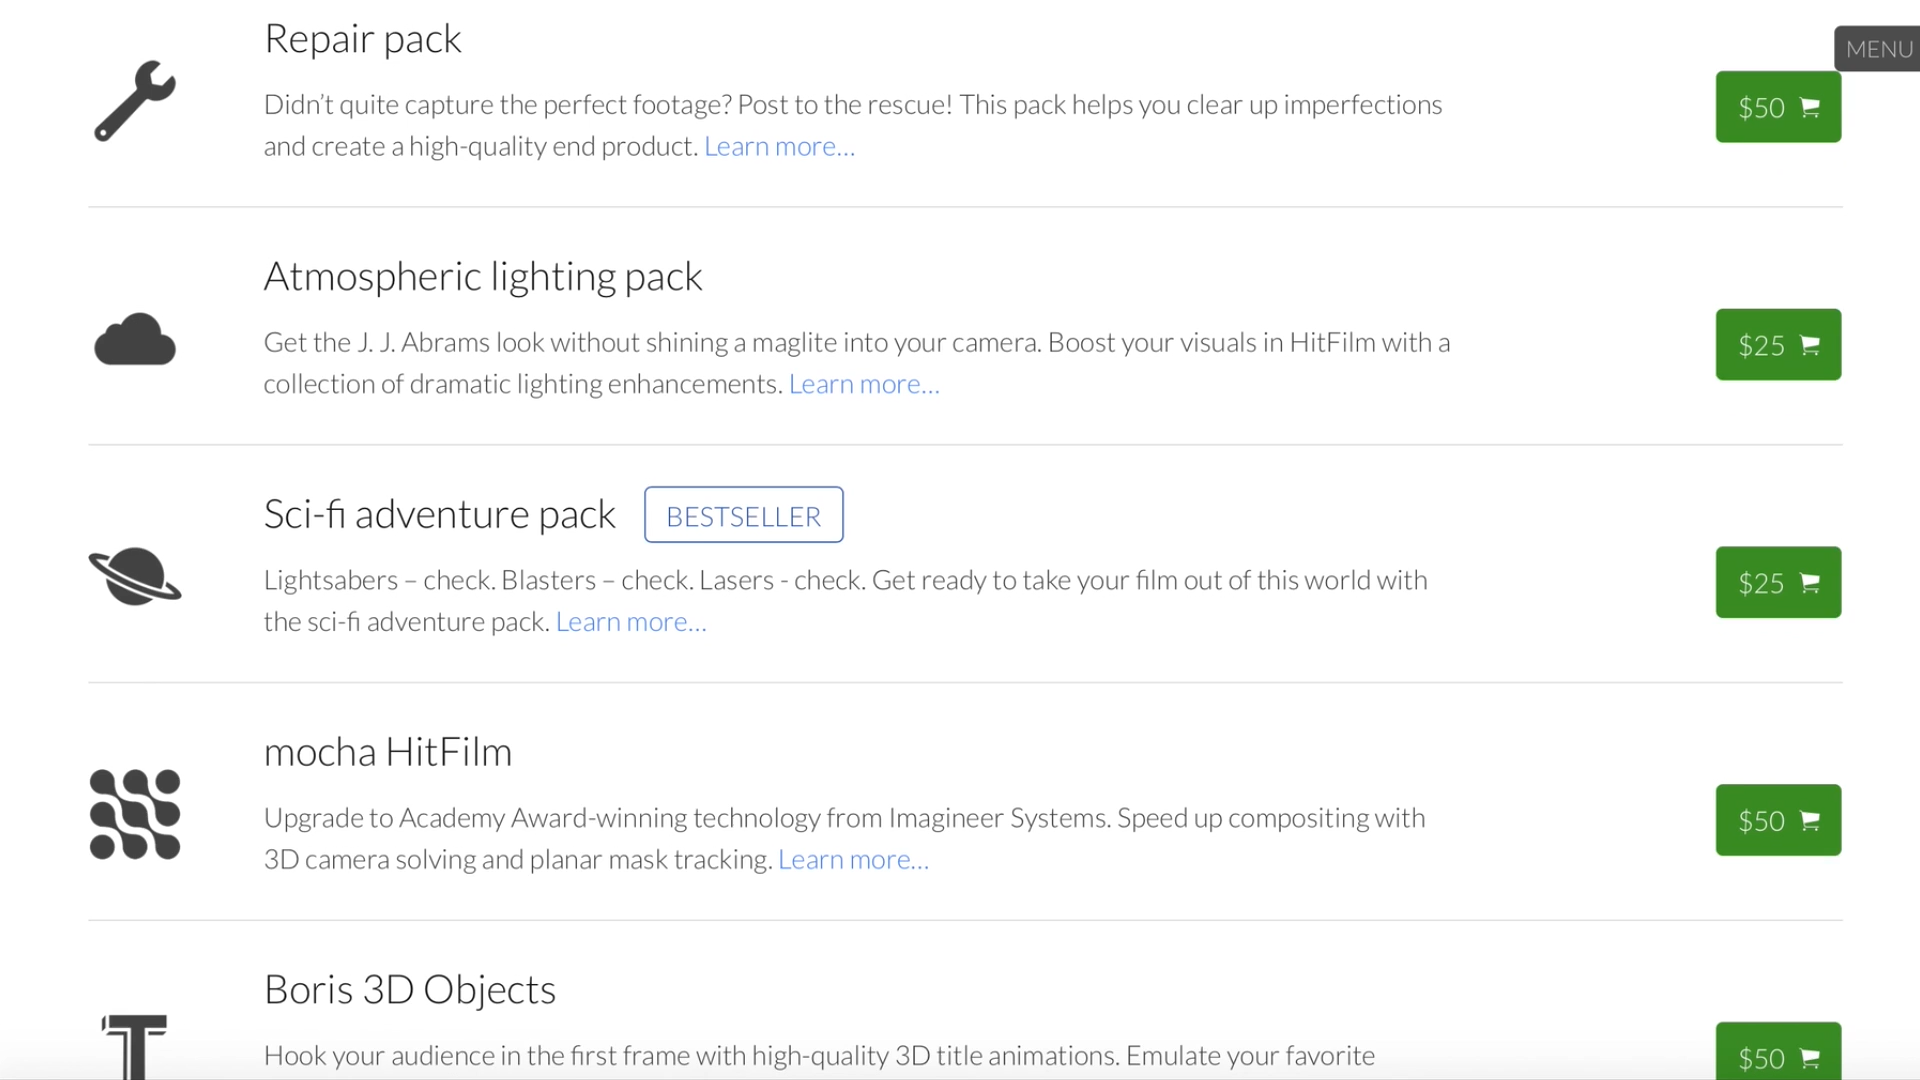 Repair pack
MENU
Didn’t quite capture the perfect footage? Post to the rescue! This pack helps you clear up imperfections
and create a high-quality end product. Learn more...
$50
Atmospheric lighting pack
Get the J. J. Abrams look without shining a maglite into your camera. Boost your visuals in HitFilm with a
collection of dramatic lighting enhancements. Learn more...
$25
Sci-fi adventure pack BESTSELLER
Lightsabers – check. Blasters – check. Lasers - check. Get ready to take your film out of this world with
the sci-fi adventure pack. Learn more...
$25
mocha HitFilm
Upgrade to Academy Award-winning technology from Imagineer Systems. Speed up compositing with
3D camera solving and planar mask tracking. Learn more...
$50
Boris 3D Objects
Hook your audience in the first frame with high-quality 3D title animations. Emulate your favorite
$50